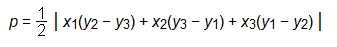 p = 1/2 | x1(y2 − y3) + x2(y3 − y1) + x3(y1 − y2) |